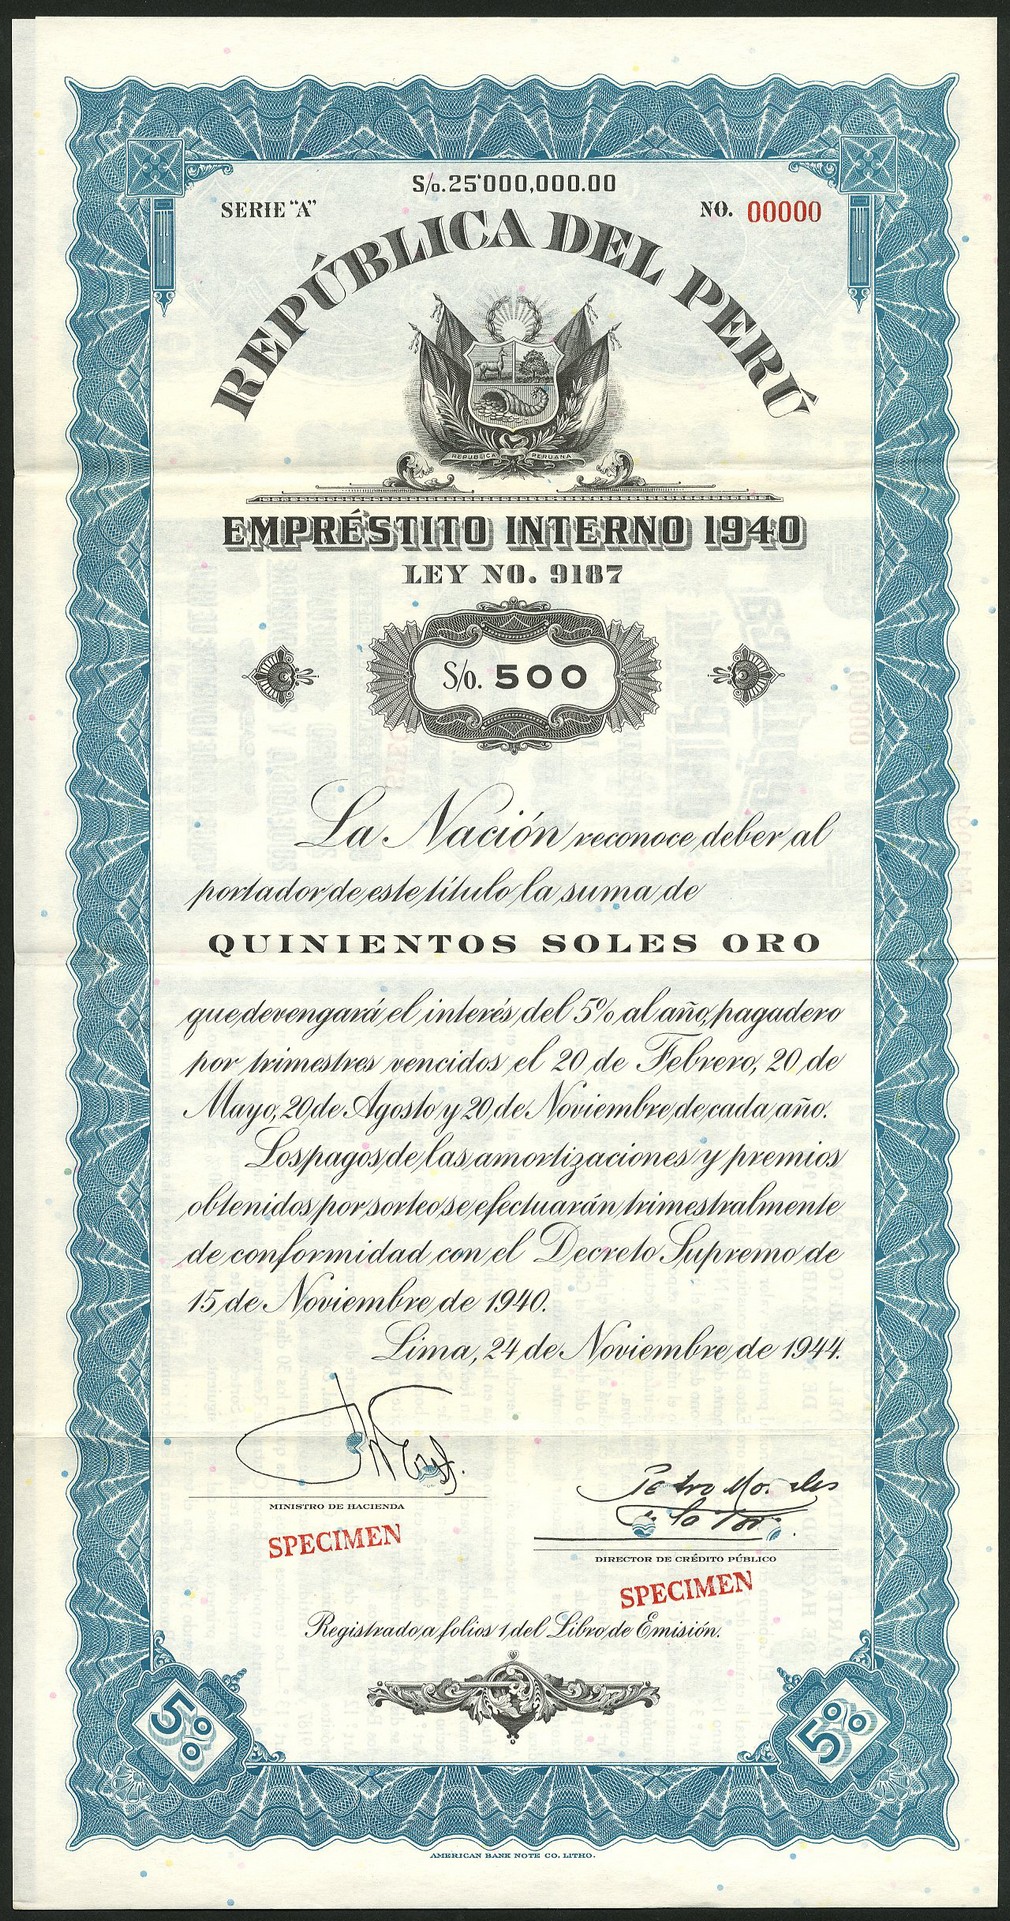 S/o. 25'000,000.00
SERIE "A"
NO. 00000
REPÚBLICA DEL PERÚ
REPUBLICA PERUANA
EMPRÉSTITO INTERNO 1940
LEY NO. 9187
S/o. 500
La Nación reconoce deber al
portador de este título la suma de
QUINIENTOS SOLES ORO
que devengará el interés del 5% al año, pagadero
por trimestres vencidos el 20 de Febrero, 20 de
Mayo, 20 de Agosto y 20 de Noviembre de cada año.
Los pagos de las amortizaciones y premios
obtenidos por sorteo se efectuarán trimestralmente
de conformidad con el Decreto Supremo de
15 de Noviembre de 1940.
Lima, 24 de Noviembre de 1944.
Pedro Morales
de la Torre
MINISTRO DE HACIENDA
DIRECTOR DE CRÉDITO PÚBLICO
SPECIMEN
SPECIMEN
Registrado a folios 1 del Libro de Emisión.
5%
5%
AMERICAN BANK NOTE CO. LITHO.